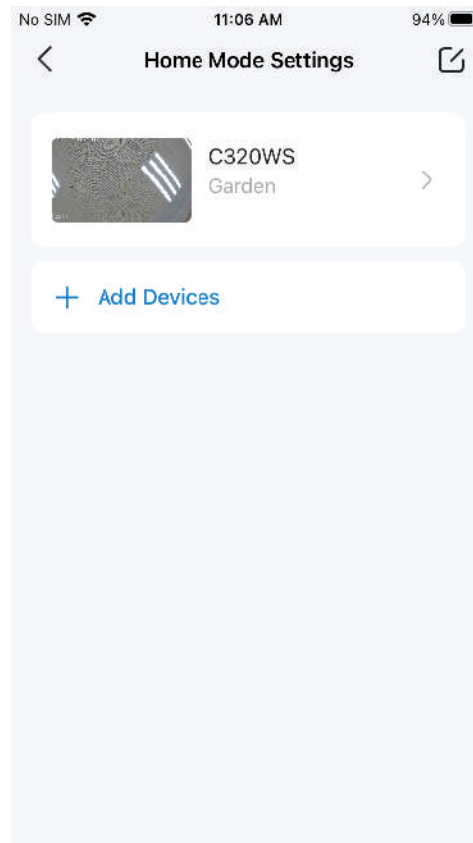 No SIM 11:06 AM 94%
Home Mode Settings
C320WS
Garden
+ Add Devices